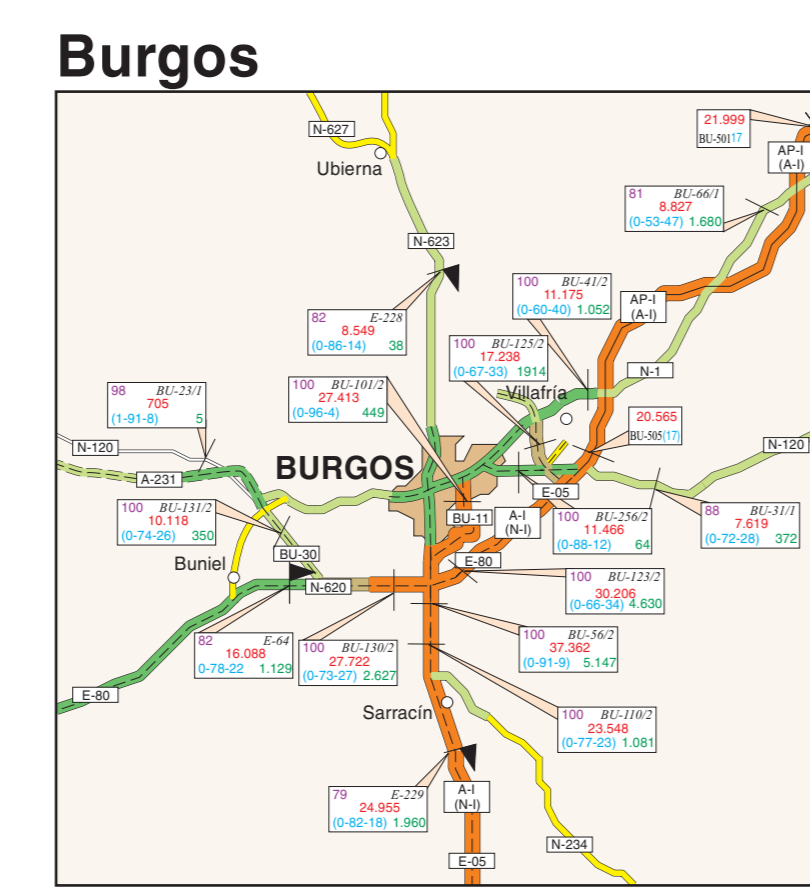 Burgos
21.999
BU-50117
N-627
AP-I
(A-I)
Ubierna
81 BU-66/1
8.827
(0-53-47) 1.680
N-623
100 BU-41/2
11.175
(0-60-40) 1.052
AP-I
(A-I)
82 E-228
8.549
(0-86-14) 38
100 BU-125/2
17.238
(0-67-33) 1914
N-1
98 BU-23/1
705
(1-91-8) 5
100 BU-101/2
27.413
(0-96-4) 449
Villafría
20.565
BU-505(17)
N-120
N-120
BURGOS
A-231
E-05
100 BU-131/2
10.118
(0-74-26) 350
BU-11
A-I
(N-I)
100 BU-256/2
11.466
(0-88-12) 64
88 BU-31/1
7.619
(0-72-28) 372
BU-30
Buniel
E-80
N-620
100 BU-123/2
30.206
(0-66-34) 4.630
82 E-64
16.088
0-78-22 1.129
100 BU-130/2
27.722
(0-73-27) 2.627
100 BU-56/2
37.362
(0-91-9) 5.147
E-80
Sarracín
100 BU-110/2
23.548
(0-77-23) 1.081
79 E-229
24.955
(0-82-18) 1.960
A-I
(N-I)
N-234
E-05